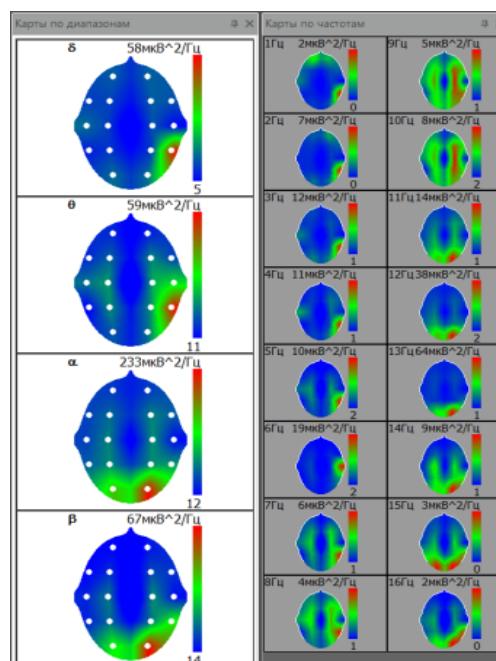 Карты по диапазонам
δ 58мкВ^2/Гц
5
θ 59мкВ^2/Гц
11
α 233мкВ^2/Гц
12
β 67мкВ^2/Гц
14
Карты по частотам
1Гц 2мкВ^2/Гц
0
2Гц 7мкВ^2/Гц
0
3Гц 12мкВ^2/Гц
1
4Гц 11мкВ^2/Гц
1
5Гц 10мкВ^2/Гц
2
6Гц 19мкВ^2/Гц
2
7Гц 6мкВ^2/Гц
1
8Гц 4мкВ^2/Гц
1
9Гц 5мкВ^2/Гц
1
10Гц 8мкВ^2/Гц
2
11Гц 14мкВ^2/Гц
1
12Гц 38мкВ^2/Гц
2
13Гц 64мкВ^2/Гц
1
14Гц 9мкВ^2/Гц
1
15Гц 3мкВ^2/Гц
0
16Гц 2мкВ^2/Гц
0